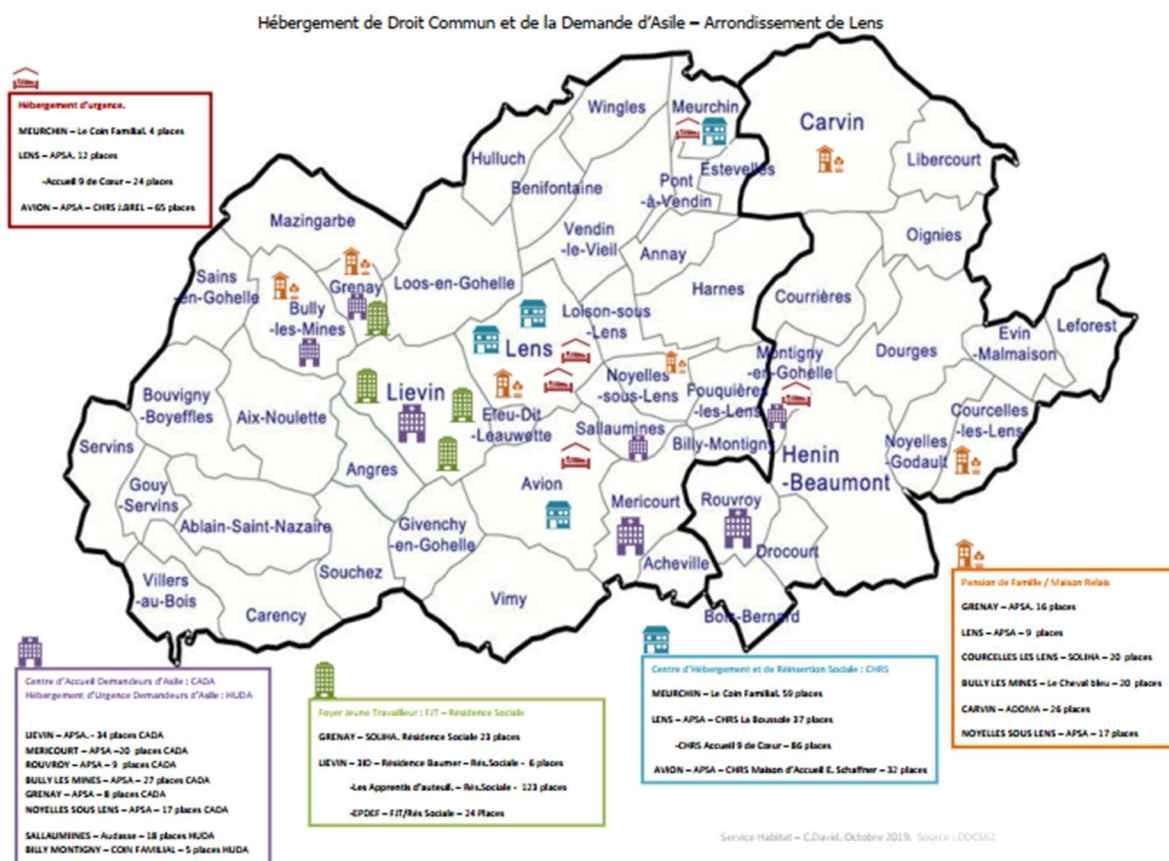 Hébergement de Droit Commun et de la Demande d'Asile – Arrondissement de Lens
Hébergement d'urgence.
MEURCHIN – Le Coin Familial. 4 places
LENS – APSA. 12 places
-Accueil 9 de Cœur – 24 places
AVION – APSA – CHRS J.BREL – 65 places
Wingles
Meurchin
Carvin
Hulluch
Libercourt
Estevelles
Benifontaine
Pont
-à-Vendin
Mazingarbe
Vendin
-le-Vieil
Oignies
Annay
Sains
-en-Gohelle
Grenay
Loos-en-Gohelle
Harnes
Courrières
Bully
-les-Mines
Loison-sous
-Lens
Leforest
Evin
-Malmaison
Lens
Dourges
Montigny
-en-Gohelle
Noyelles
-sous-Lens
Fouquières
-les-Lens
Bouvigny
-Boyeffles
Lievin
Aix-Noulette
Eleu-Dit
-Leauwette
Courcelles
-les-Lens
Sallaumines
Servins
Billy-Montigny
Noyelles
-Godault
Henin
-Beaumont
Angres
Avion
Gouy
-Servins
Mericourt
Rouvroy
Ablain-Saint-Nazaire
Givenchy
-en-Gohelle
Drocourt
Acheville
Souchez
Villers
-au-Bois
Vimy
Carency
Bois-Bernard
Pension de Famille / Maison Relais
GRENAY – APSA. 16 places
LENS – APSA – 9 places
COURCELLES LES LENS – SOLIHA – 20 places
BULLY LES MINES – Le Cheval bleu – 20 places
CARVIN – ADOMA – 26 places
NOYELLES SOUS LENS – APSA – 17 places
Centre d'Accueil Demandeurs d'Asile : CADA
Hébergement d'Urgence Demandeurs d'Asile: HUDA
LIEVIN – APSA. - 34 places CADA
MERICOURT – APSA –20 places CADA
ROUVROY – APSA – 9 places CADA
BULLY LES MINES – APSA – 27 places CADA
GRENAY – APSA – 8 places CADA
NOYELLES SOUS LENS – APSA – 17 places CADA
SALLAUMIINES – Audasse – 18 places HUDA
BILLY MONTIGNY – COIN FAMILIAL – 5 places HUDA
Foyer Jeune Travailleur : FJT – Résidence Sociale
GRENAY – SOLIHA. Résidence Sociale 23 places
LIEVIN – 3ID – Résidence Baumer – Rés.Sociale - 6 places
-Les Apprentis d'auteuil. – Rés.Sociale - 123 places
-EPDEF – FJT/Rés Sociale – 24 Places
Centre d'Hébergement et de Réinsertion Sociale : CHRS
MEURCHIN – Le Coin Familial. 59 places
LENS – APSA – CHRS La Boussole 37 places
-CHRS Accueil 9 de Cœur – 86 places
AVION – APSA – CHRS Maison d'Accueil E. Schaffner – 32 places
Service Habitat – C.David. Octobre 2019. Source : DDCS62